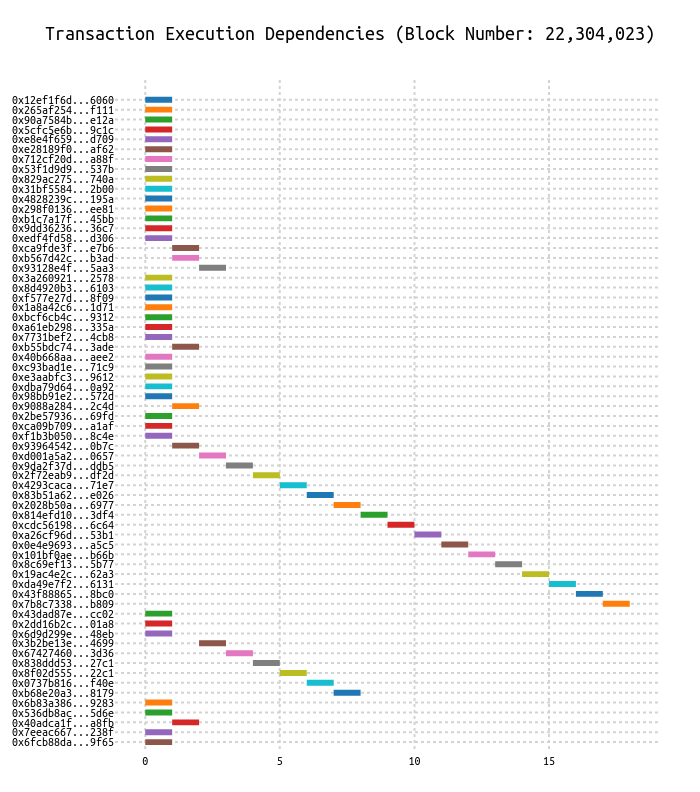 Transaction Execution Dependencies (Block Number: 22,304,023)
0x12ef1f6d...6060
0x265af254...f111
0x90a7584b...e12a
0x5cfc5e6b...9c1c
0xe8e4f659...d709
0xe28189f0...af62
0x712cf20d...a88f
0x53f1d9d9...537b
0x829ac275...740a
0x31bf5584...2b00
0x4828239c...195a
0x298f0136...ee81
0xb1c7a17f...45bb
0x9dd36236...36c7
0xedf4fd58...d306
0xca9fde3f...e7b6
0xb567d42c...b3ad
0x93128e4f...5aa3
0x3a260921...2578
0x8d4920b3...6103
0xf577e27d...8f09
0x1a8a42c6...1d71
0xbcf6cb4c...9312
0xa61eb298...335a
0x7731bef2...4cb8
0xb55bdc74...3ade
0x40b668aa...aee2
0xc93bad1e...71c9
0xe3aabfc3...9612
0xdba79d64...0a92
0x98bb91e2...572d
0x9088a284...2c4d
0x2be57936...69fd
0xca09b709...a1af
0xf1b3b050...8c4e
0x93964542...0b7c
0xd001a5a2...0657
0x9da2f37d...ddb5
0x2f72eab9...df2d
0x4293caca...71e7
0x83b51a62...e026
0x2028b50a...6977
0x814efd10...3df4
0xcdc56198...6c64
0xa26cf96d...53b1
0x0e4e9693...a5c5
0x101bf0ae...b66b
0x8c69ef13...5b77
0x19ac4e2c...62a3
0xda49e7f2...6131
0x43f88865...8bc0
0x7b8c7338...b809
0x43dad87e...cc02
0x2dd16b2c...01a8
0x6d9d299e...48eb
0x3b2be13e...4699
0x67427460...3d36
0x838ddd53...27c1
0x8f02d555...22c1
0x0737b816...f40e
0xb68e20a3...8179
0x6b83a386...9283
0x536db8ac...5d6e
0x40adca1f...a8fb
0x7eeac667...238f
0x6fcb88da...9f65
0 5 10 15